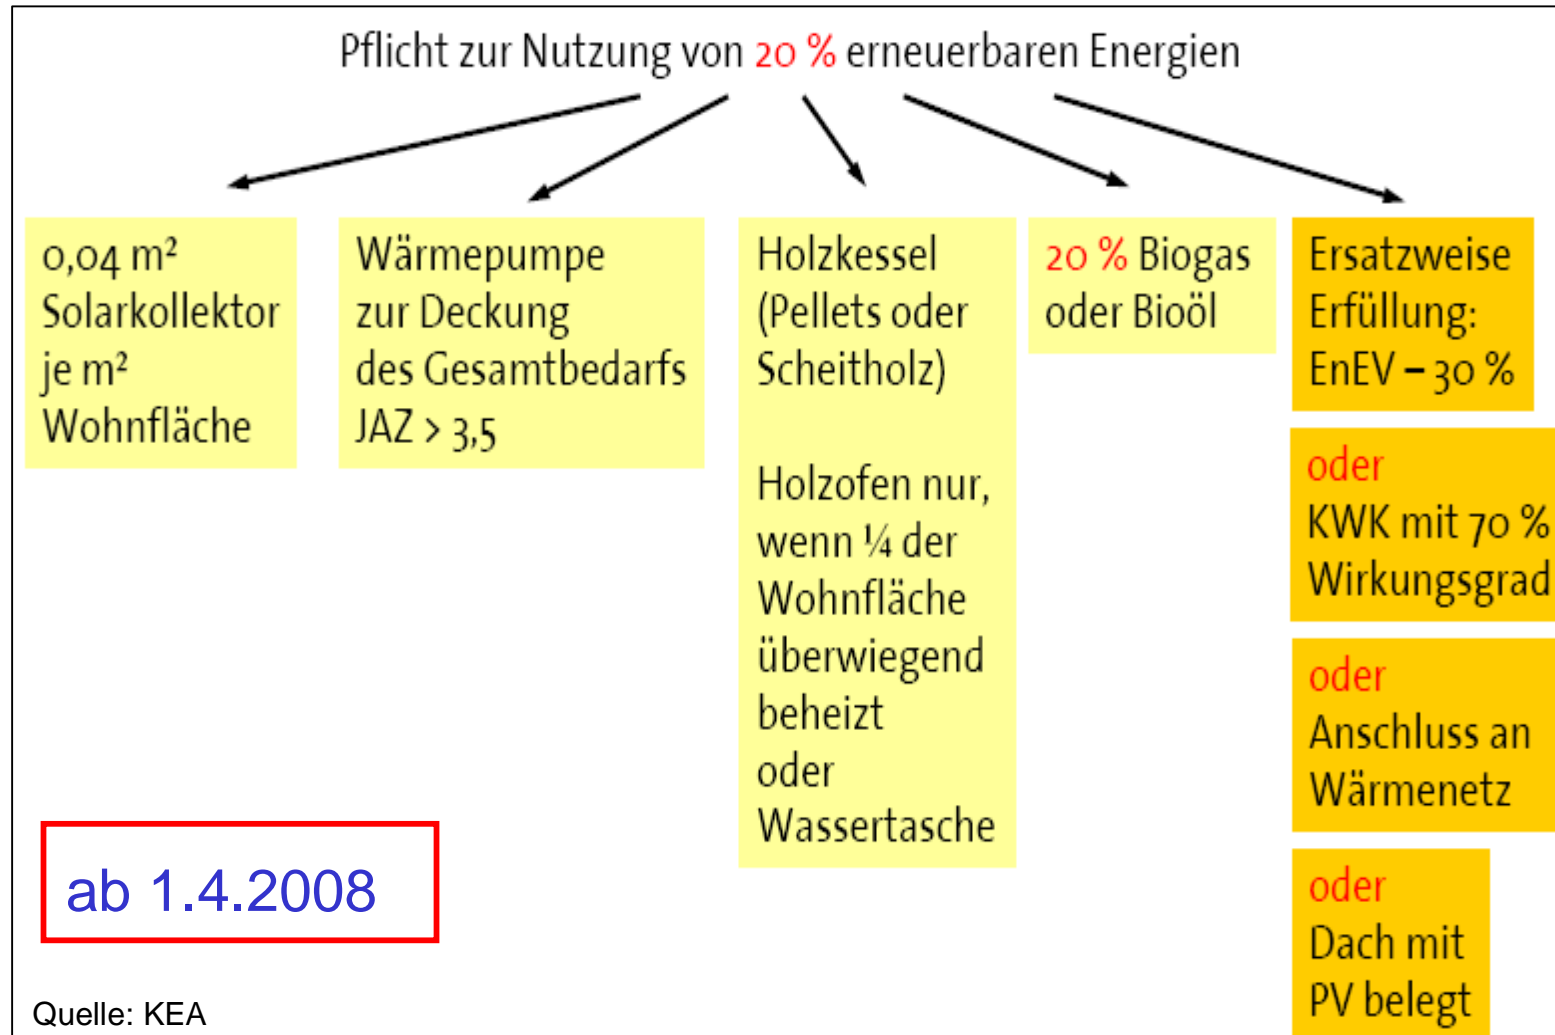 Pflicht zur Nutzung von 20 % erneuerbaren Energien
0,04 m²
Solarkollektor
je m²
Wohnfläche
Wärmepumpe
zur Deckung
des Gesamtbedarfs
JAZ > 3,5
Holzkessel
(Pellets oder
Scheitholz)
Holzofen nur,
wenn ¼ der
Wohnfläche
überwiegend
beheizt
oder
Wassertasche
20 % Biogas
oder Bioöl
Ersatzweise
Erfüllung:
EnEV – 30 %
oder
KWK mit 70 %
Wirkungsgrad
oder
Anschluss an
Wärmenetz
oder
Dach mit
PV belegt
ab 1.4.2008
Quelle: KEA